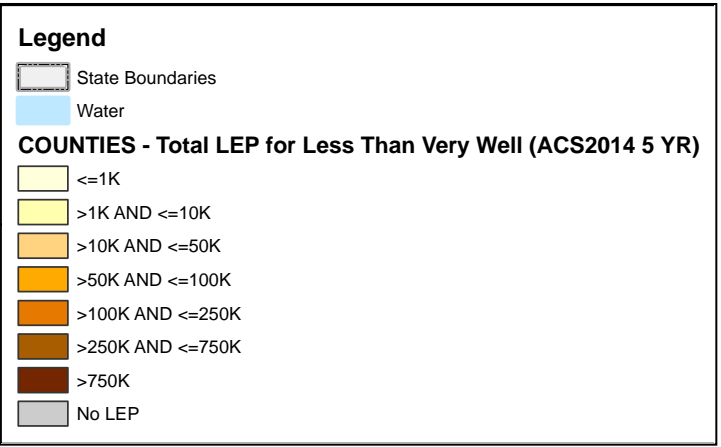 Legend
State Boundaries
Water
COUNTIES - Total LEP for Less Than Very Well (ACS2014 5 YR)
<=1K
>1K AND <=10K
>10K AND <=50K
>50K AND <=100K
>100K AND <=250K
>250K AND <=750K
>750K
No LEP